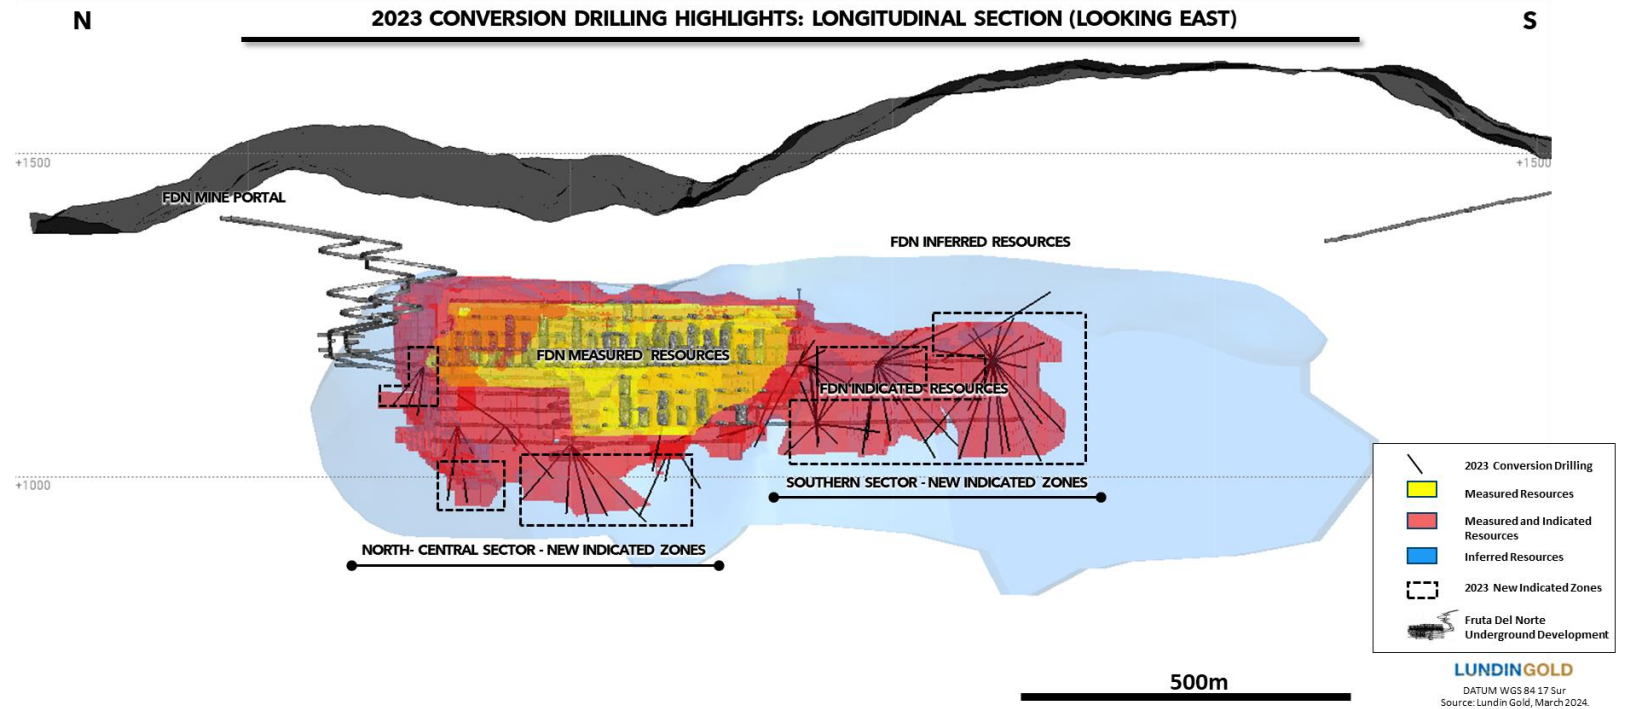 N
2023 CONVERSION DRILLING HIGHLIGHTS: LONGITUDINAL SECTION (LOOKING EAST)
S
+1500
+1500
FDN MINE PORTAL
FDN INFERRED RESOURCES
FDN MEASURED RESOURCES
FDN INDICATED RESOURCES
+1000
SOUTHERN SECTOR - NEW INDICATED ZONES
NORTH- CENTRAL SECTOR - NEW INDICATED ZONES
2023 Conversion Drilling
Measured Resources
Measured and Indicated
Resources
Inferred Resources
2023 New Indicated Zones
Fruta Del Norte
Underground Development
500m
LUNDINGOLD
DATUM WGS 84 17 Sur
Source: Lundin Gold, March 2024.